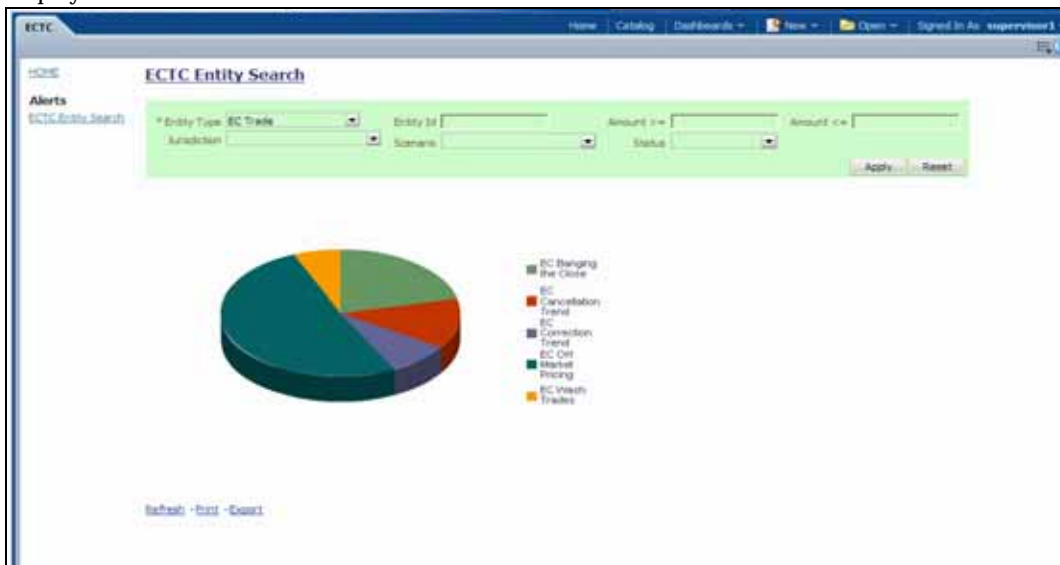 ECTC
Home Catalog Dashboards New Open Signed In As supervisor1
HOME
ECTC Entity Search
Alerts
ECTC Entity Search
* Entity Type EC Trade Entity Id Amount >= Amount <=
Jurisdiction Scenario Status
Apply Reset
EC Banging
the Close
EC
Cancellation
Trend
EC
Correction
Trend
EC Off
Market
Pricing
EC Wash
Trades
Refresh - Print - Export